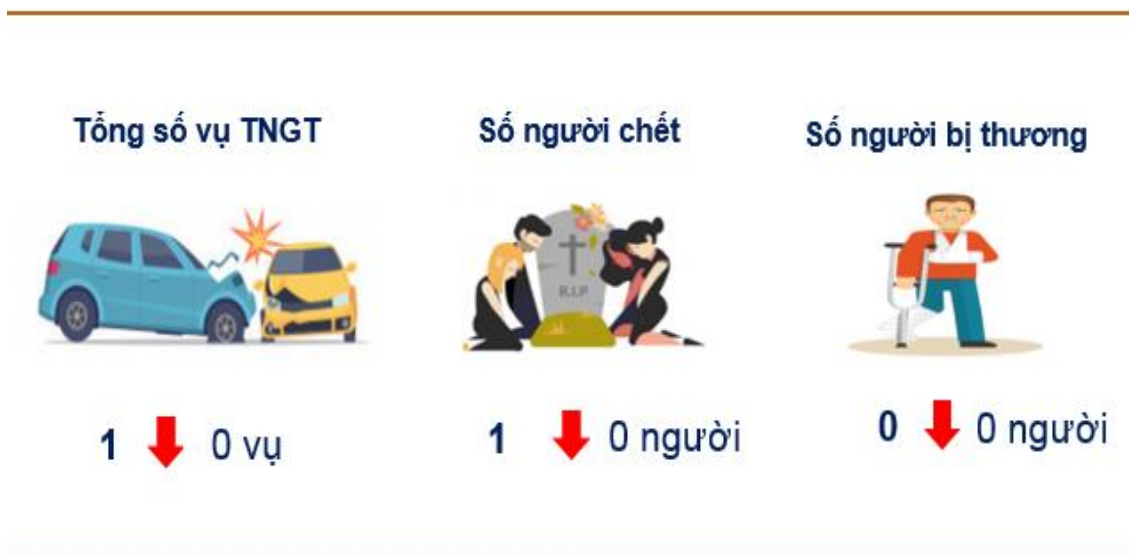 Tổng số vụ TNGT
Số người chết
Số người bị thương
R.I.P
1 0 vụ
1 0 người
0 0 người